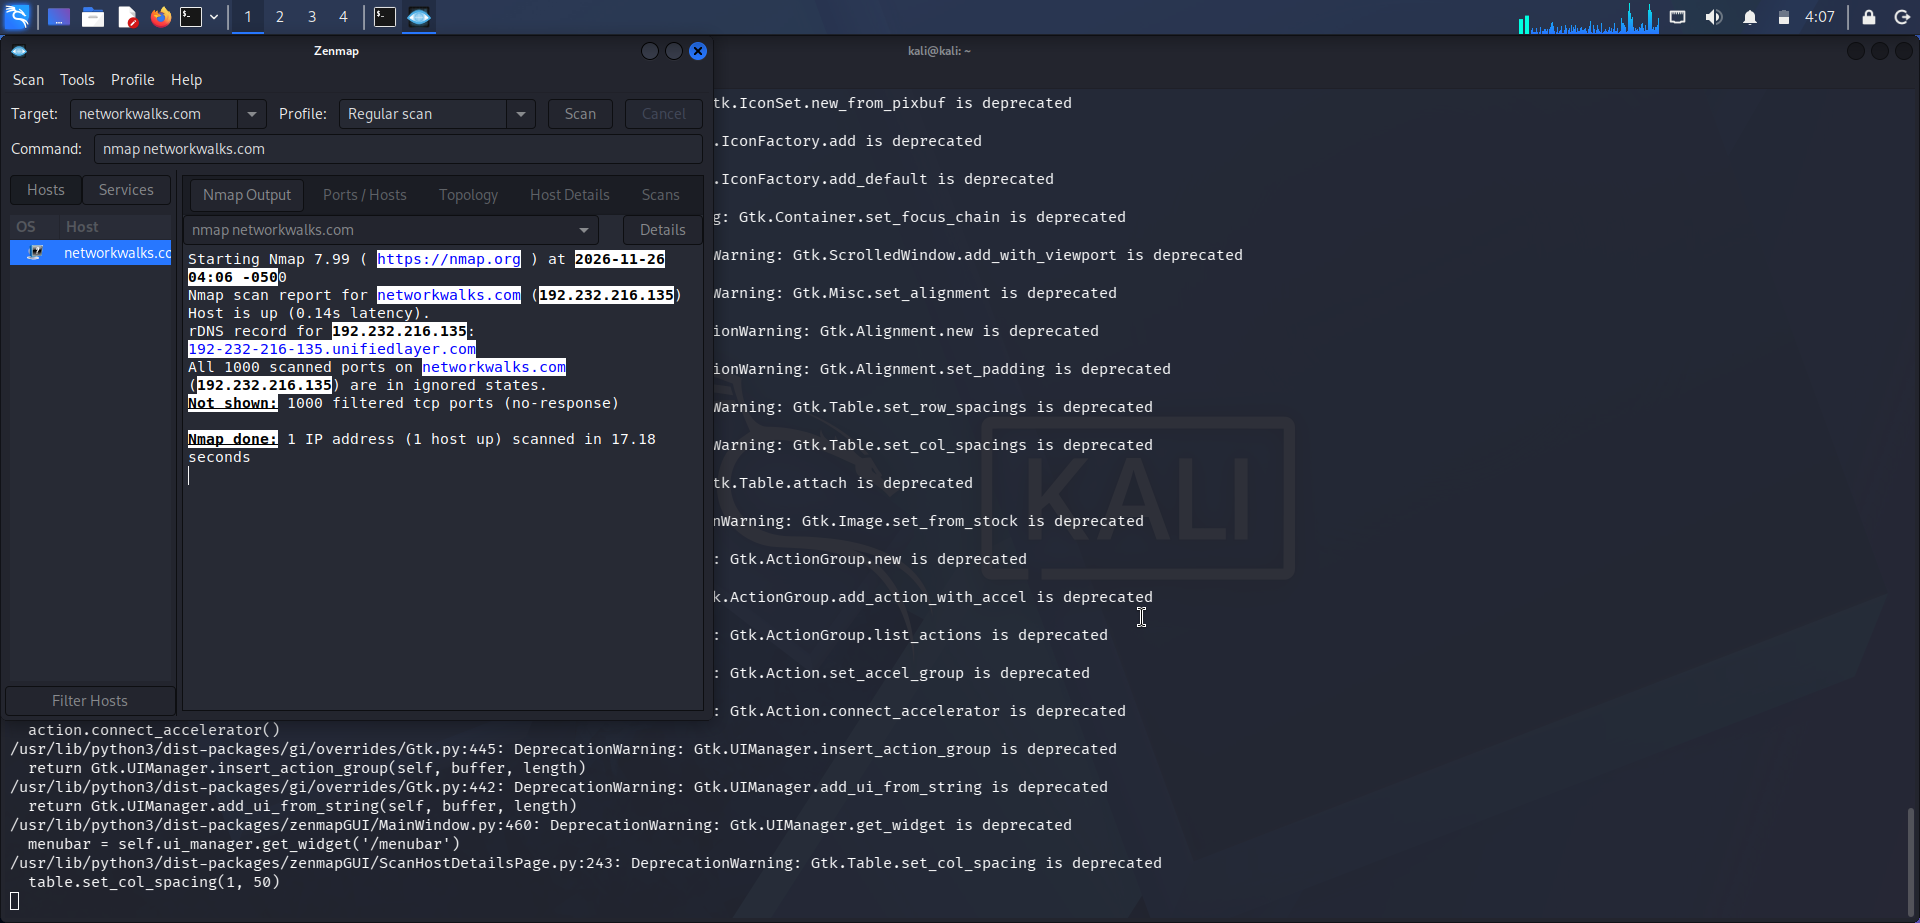 1 2 3 4 4:07
Zenmap
kali@kali: ~
Scan Tools Profile Help
Target: networkwalks.com Profile: Regular scan Scan Cancel
Command: nmap networkwalks.com
Hosts Services
Nmap Output Ports / Hosts Topology Host Details Scans
OS Host
networkwalks.cc
nmap networkwalks.com Details
Starting Nmap 7.99 ( https://nmap.org ) at 2026-11-26
04:06 -0500
Nmap scan report for networkwalks.com (192.232.216.135)
Host is up (0.14s latency).
rDNS record for 192.232.216.135:
192-232-216-135.unifiedlayer.com
All 1000 scanned ports on networkwalks.com
(192.232.216.135) are in ignored states.
Not shown: 1000 filtered tcp ports (no-response)
Nmap done: 1 IP address (1 host up) scanned in 17.18
seconds
Filter Hosts
tk.IconSet.new_from_pixbuf is deprecated
.IconFactory.add is deprecated
.IconFactory.add_default is deprecated
g: Gtk.Container.set_focus_chain is deprecated
Warning: Gtk.ScrolledWindow.add_with_viewport is deprecated
Warning: Gtk.Misc.set_alignment is deprecated
ionWarning: Gtk.Alignment.new is deprecated
ionWarning: Gtk.Alignment.set_padding is deprecated
Warning: Gtk.Table.set_row_spacings is deprecated
Warning: Gtk.Table.set_col_spacings is deprecated
tk.Table.attach is deprecated
nWarning: Gtk.Image.set_from_stock is deprecated
: Gtk.ActionGroup.new is deprecated
k.ActionGroup.add_action_with_accel is deprecated
: Gtk.ActionGroup.list_actions is deprecated
: Gtk.Action.set_accel_group is deprecated
: Gtk.Action.connect_accelerator is deprecated
action.connect_accelerator()
/usr/lib/python3/dist-packages/gi/overrides/Gtk.py:445: DeprecationWarning: Gtk.UIManager.insert_action_group is deprecated
return Gtk.UIManager.insert_action_group(self, buffer, length)
/usr/lib/python3/dist-packages/gi/overrides/Gtk.py:442: DeprecationWarning: Gtk.UIManager.add_ui_from_string is deprecated
return Gtk.UIManager.add_ui_from_string(self, buffer, length)
/usr/lib/python3/dist-packages/zenmapGUI/MainWindow.py:460: DeprecationWarning: Gtk.UIManager.get_widget is deprecated
menubar = self.ui_manager.get_widget('/menubar')
/usr/lib/python3/dist-packages/zenmapGUI/ScanHostDetailsPage.py:243: DeprecationWarning: Gtk.Table.set_col_spacing is deprecated
table.set_col_spacing(1, 50)
KALI